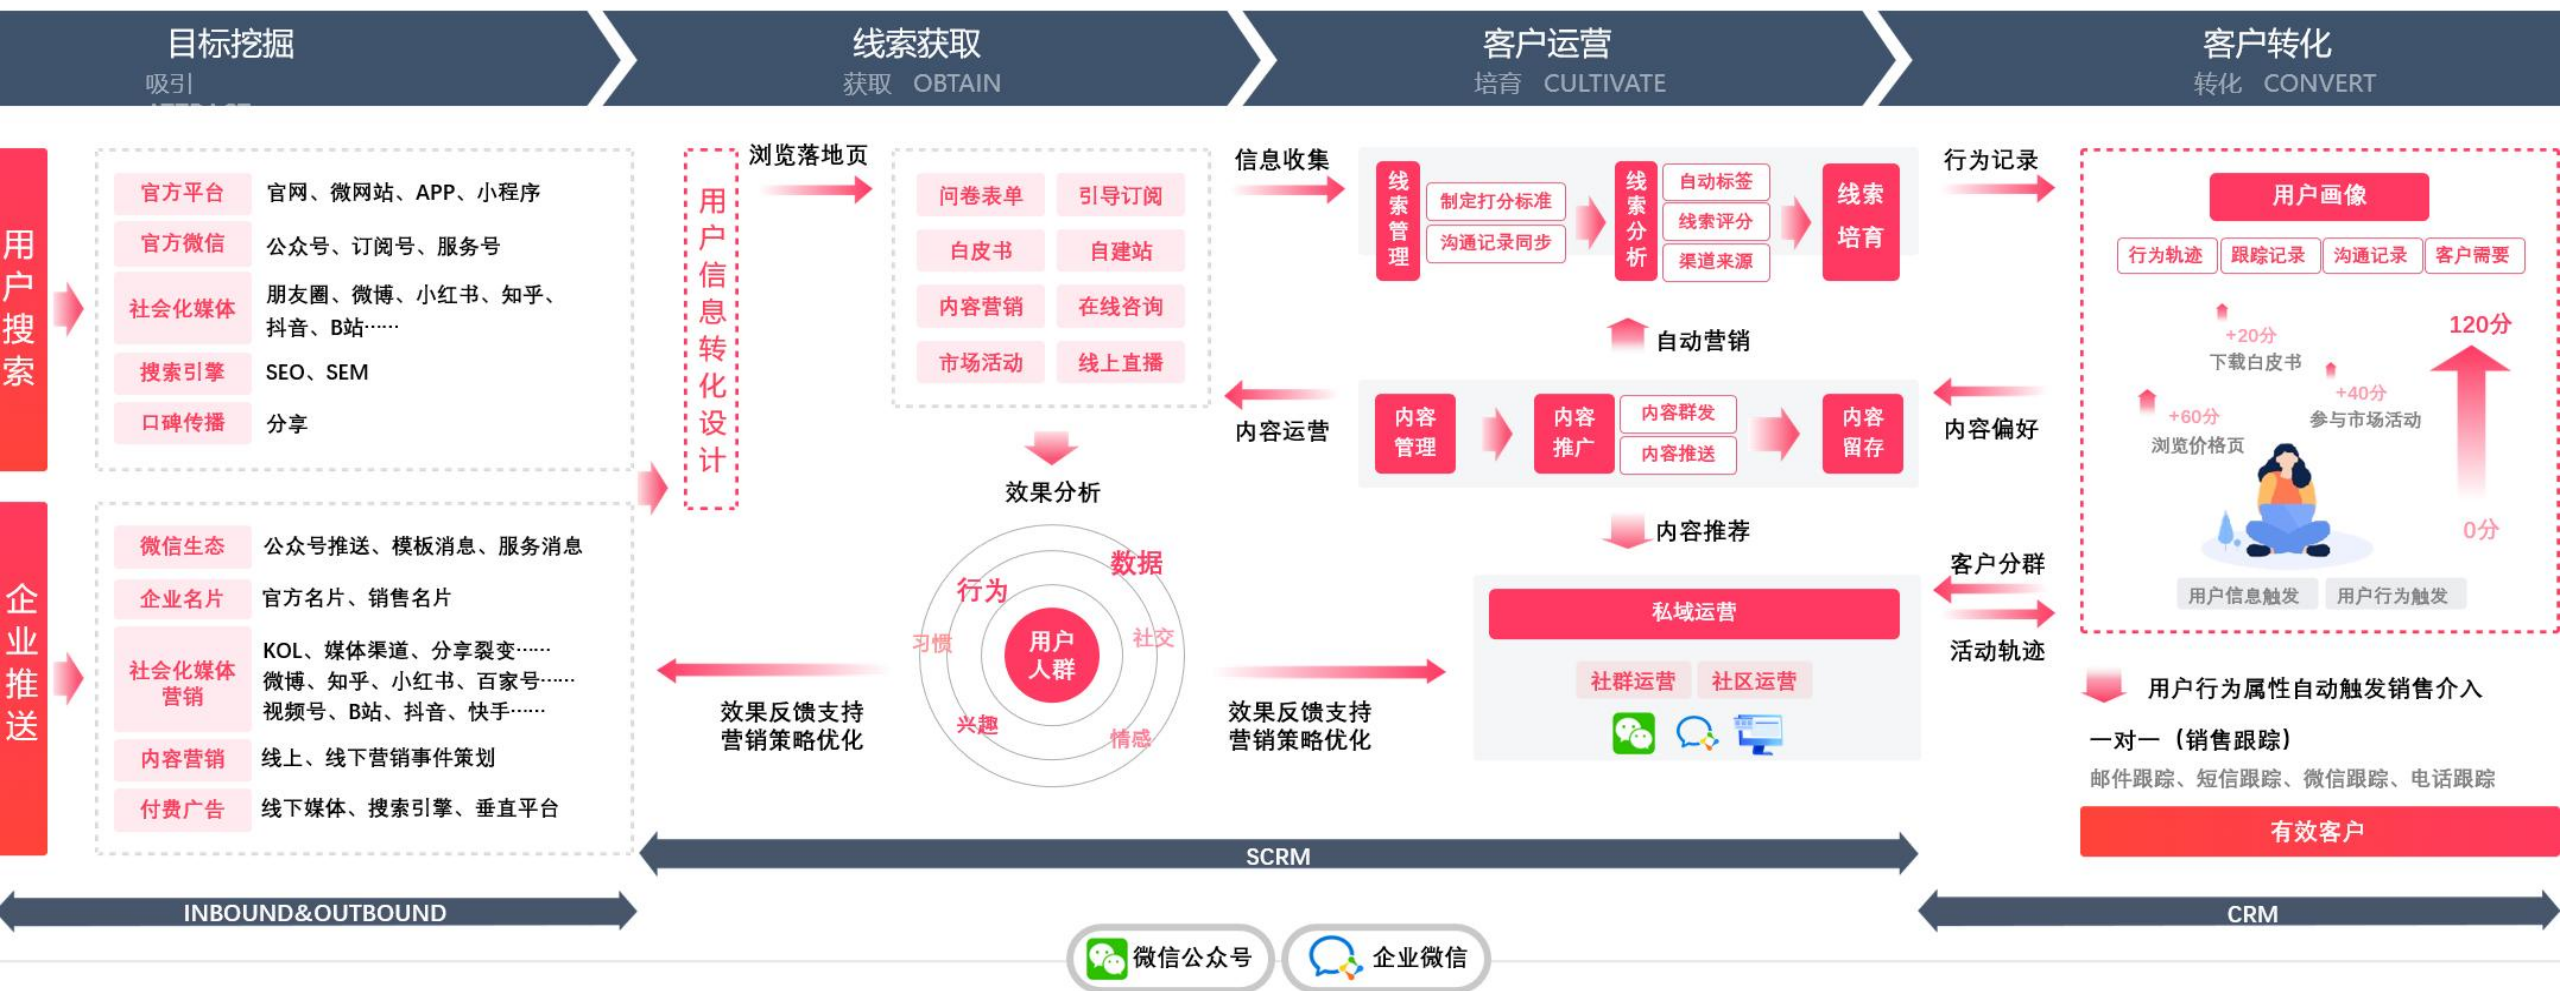 目标挖掘
吸引
线索获取
获取 OBTAIN
客户运营
培育 CULTIVATE
客户转化
转化 CONVERT
用户搜索
官方平台 官网、微网站、APP、小程序
官方微信 公众号、订阅号、服务号
社会化媒体 朋友圈、微博、小红书、知乎、
抖音、B站……
搜索引擎 SEO、SEM
口碑传播 分享
企业推送
微信生态 公众号推送、模板消息、服务消息
企业名片 官方名片、销售名片
社会化媒体
营销
KOL、媒体渠道、分享裂变……
微博、知乎、小红书、百家号……
视频号、B站、抖音、快手……
内容营销 线上、线下营销事件策划
付费广告 线下媒体、搜索引擎、垂直平台
INBOUND&OUTBOUND
用户信息转化设计
浏览落地页
问卷表单 引导订阅
白皮书 自建站
内容营销 在线咨询
市场活动 线上直播
效果分析
数据
行为
习惯
社交
用户
人群
兴趣
情感
效果反馈支持
营销策略优化
效果反馈支持
营销策略优化
信息收集
内容运营
线索管理
制定打分标准
沟通记录同步
线索分析
自动标签
线索评分
渠道来源
线索
培育
自动营销
内容
管理
内容
推广
内容群发
内容推送
内容
留存
内容推荐
私域运营
社群运营 社区运营
SCRM
行为记录
内容偏好
客户分群
活动轨迹
用户画像
行为轨迹 跟踪记录 沟通记录 客户需要
+20分
下载白皮书
+40分
参与市场活动
+60分
浏览价格页
120分
0分
用户信息触发 用户行为触发
用户行为属性自动触发销售介入
一对一（销售跟踪）
邮件跟踪、短信跟踪、微信跟踪、电话跟踪
有效客户
CRM
微信公众号 企业微信